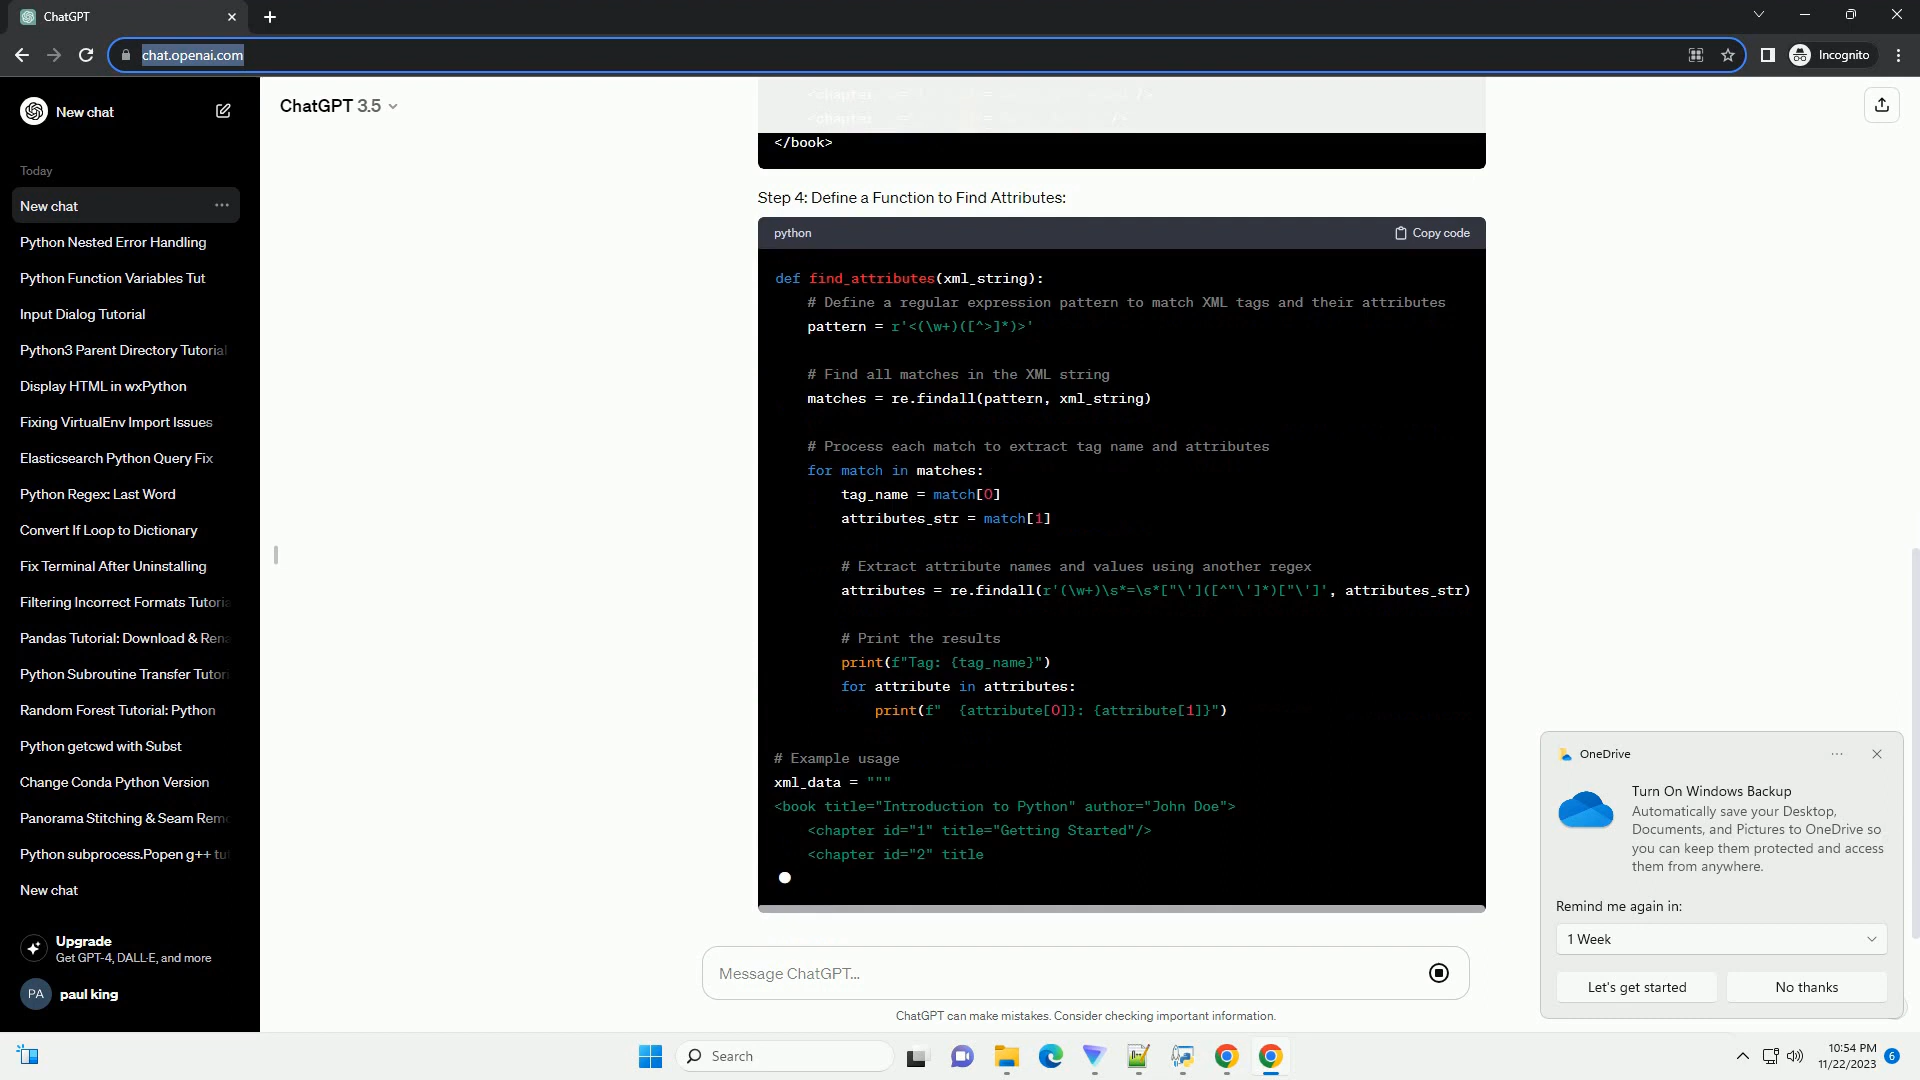 ChatGPT
chat.openai.com
Incognito
New chat
ChatGPT 3.5
Today
New chat
Python Nested Error Handling
Python Function Variables Tut
Input Dialog Tutorial
Python3 Parent Directory Tutorial
Display HTML in wxPython
Fixing VirtualEnv Import Issues
Elasticsearch Python Query Fix
Python Regex: Last Word
Convert If Loop to Dictionary
Fix Terminal After Uninstalling
Filtering Incorrect Formats Tutoria
Pandas Tutorial: Download & Rena
Python Subroutine Transfer Tutori
Random Forest Tutorial: Python
Python getcwd with Subst
Change Conda Python Version
Panorama Stitching & Seam Remo
Python subprocess.Popen g++ tut
New chat
Upgrade
Get GPT-4, DALL·E, and more
PA
paul king
<chapter
/>
<chapter
/>
</book>
Step 4: Define a Function to Find Attributes:
python
Copy code
def find_attributes(xml_string):
# Define a regular expression pattern to match XML tags and their attributes
pattern = r'<(\w+)([^>]*)>'
# Find all matches in the XML string
matches = re.findall(pattern, xml_string)
# Process each match to extract tag name and attributes
for match in matches:
tag_name = match[0]
attributes_str = match[1]
# Extract attribute names and values using another regex
attributes = re.findall(r'(\w+)\s*=\s*["\']([^"\']*)["\']', attributes_str)
# Print the results
print(f"Tag: {tag_name}")
for attribute in attributes:
print(f"  {attribute[0]}: {attribute[1]}")
# Example usage
xml_data = """
<book title="Introduction to Python" author="John Doe">
<chapter id="1" title="Getting Started"/>
<chapter id="2" title
Message ChatGPT...
ChatGPT can make mistakes. Consider checking important information.
OneDrive
Turn On Windows Backup
Automatically save your Desktop,
Documents, and Pictures to OneDrive so
you can keep them protected and access
them from anywhere.
Remind me again in:
1 Week
Let's get started
No thanks
Search
10:54 PM
11/22/2023
6